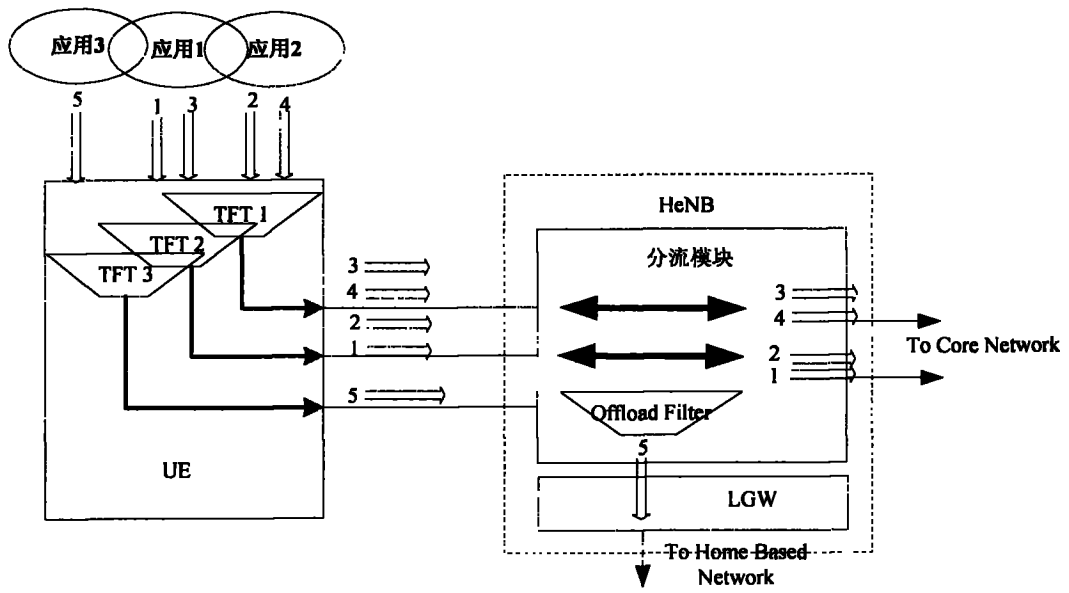 应用3
应用1
应用2
5
1
3
2
4
TFT 1
TFT 2
TFT 3
UE
3
4
2
1
5
HeNB
分流模块
3
4
2
1
To Core Network
Offload Filter
5
LGW
To Home Based
Network